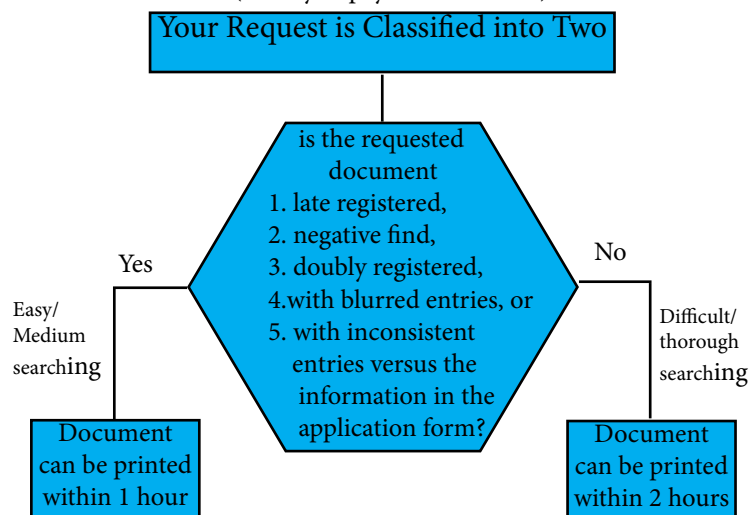 Your Request is Classified into Two
is the requested
document
1. late registered,
2. negative find,
3. doubly registered,
4.with blurred entries, or
5. with inconsistent
entries versus the
information in the
application form?
Yes
Easy/
Medium
searching
Document
can be printed
within 1 hour
No
Difficult/
thorough
searching
Document
can be printed
within 2 hours